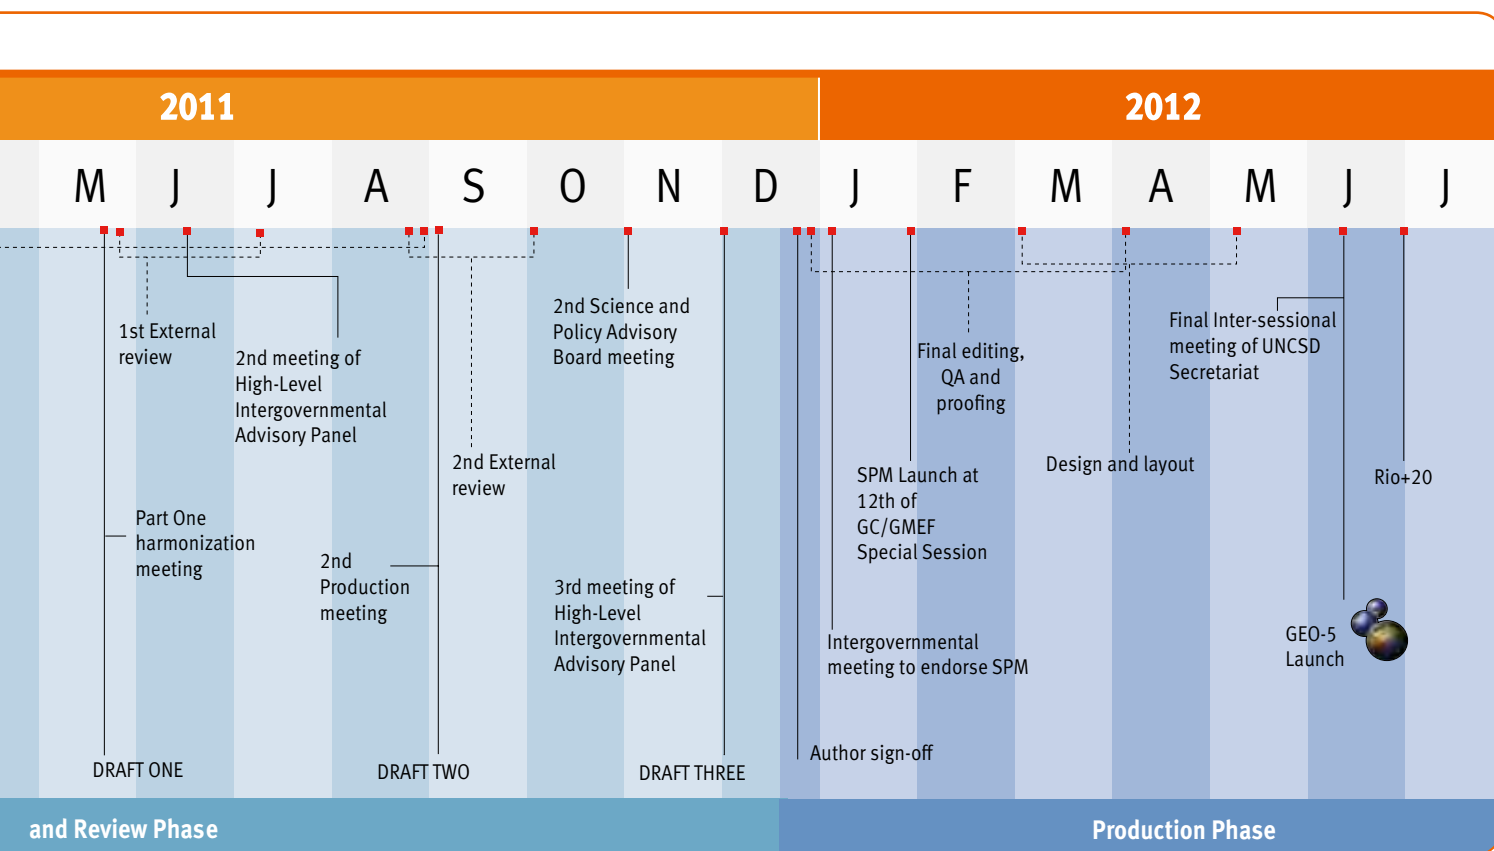 2011
2012
M J J A S O N D J F M A M J J
1st External
review
2nd meeting of
High-Level
Intergovernmental
Advisory Panel
2nd Science and
Policy Advisory
Board meeting
Final editing,
QA and
proofing
Final Inter-sessional
meeting of UNCSD
Secretariat
2nd External
review
SPM Launch at
12th of
GC/GMEF
Special Session
Design and layout
Rio+20
Part One
harmonization
meeting
2nd
Production
meeting
3rd meeting of
High-Level
Intergovernmental
Advisory Panel
Intergovernmental
meeting to endorse SPM
GEO-5
Launch
Author sign-off
DRAFT ONE
DRAFT TWO
DRAFT THREE
and Review Phase
Production Phase